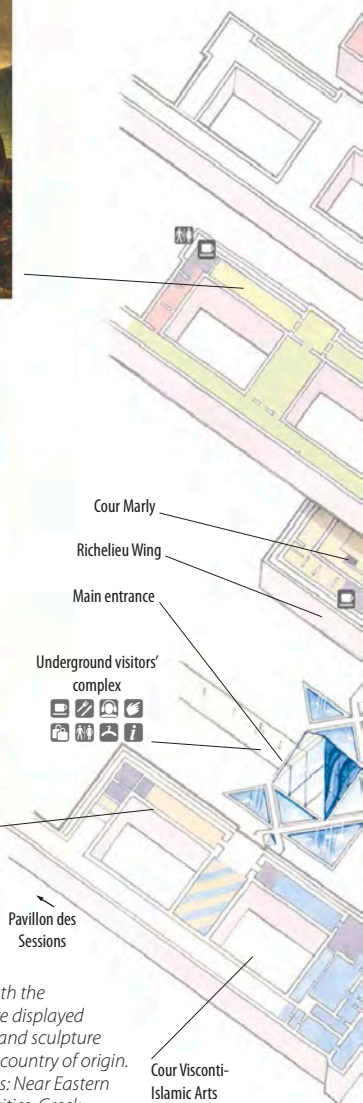 Cour Marly
Richelieu Wing
Main entrance
Underground visitors'
complex
Pavillon des
Sessions
th the
e displayed
and sculpture
country of origin.
s: Near Eastern
Cour Visconti-
Islamic Arts